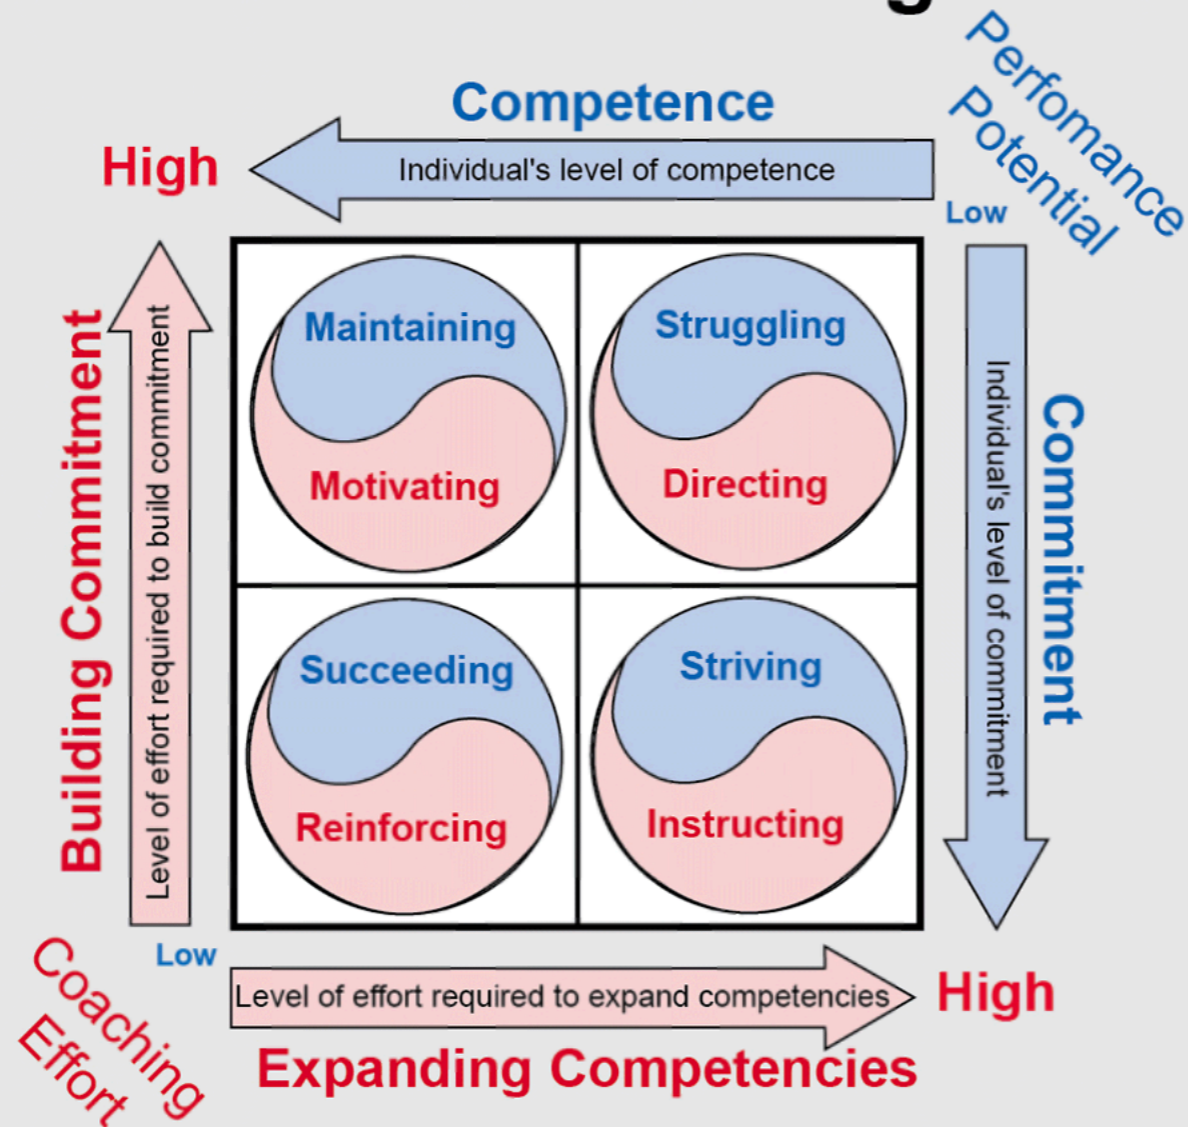 g
Perfomance
Potential
Competence
High
Individual's level of competence
Low
Building Commitment
Level of effort required to build commitment
Maintaining
Motivating
Struggling
Directing
Succeeding
Reinforcing
Striving
Instructing
Individual's level of commitment
Commitment
Low
Level of effort required to expand competencies
High
Expanding Competencies
Coaching
Effort